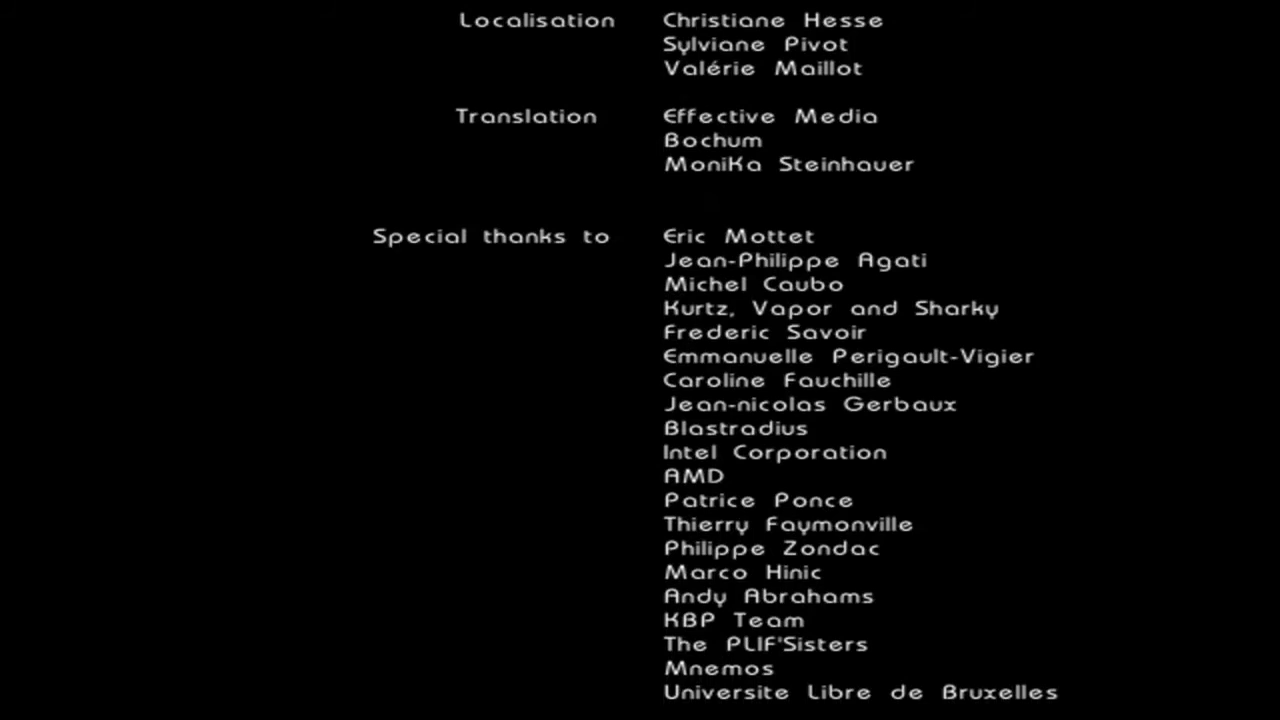 Localisation Christiane Hesse
Sylviane Pivot
Valérie Maillot
Translation Effective Media
Bochum
MoniKa Steinhauer
Special thanks to Eric Mottet
Jean-Philippe Agati
Michel Caubo
Kurtz, Vapor and Sharky
Frederic Savoir
Emmanuelle Perigault-Vigier
Caroline Fauchille
Jean-nicolas Gerbaux
Blastradius
Intel Corporation
AMD
Patrice Ponce
Thierry Faymonville
Philippe Zondac
Marco Hinic
Andy Abrahams
KBP Team
The PLIF'Sisters
Mnemos
Universite Libre de Bruxelles